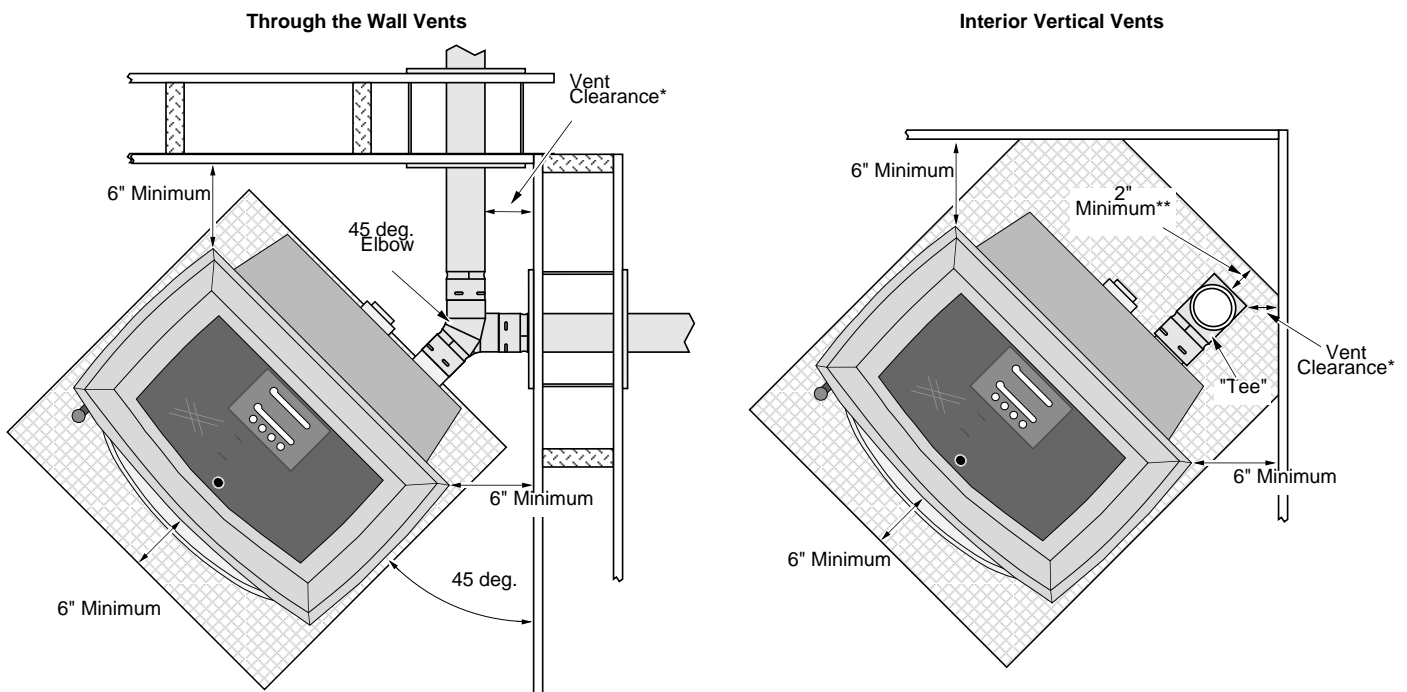 Through the Wall Vents
Vent
Clearance*
6" Minimum
45 deg.
Elbow
6" Minimum
45 deg.
6" Minimum
Interior Vertical Vents
6" Minimum
2"
Minimum**
Vent
Clearance*
"Tee"
6" Minimum
6" Minimum